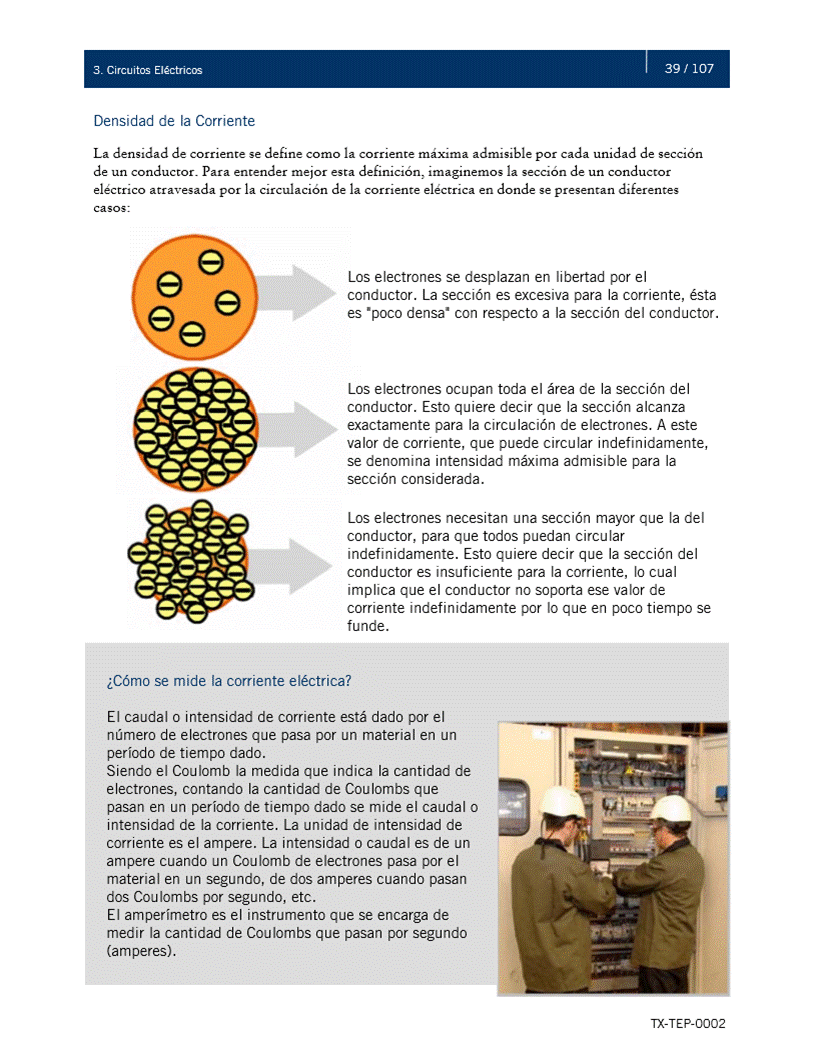 3. Circuitos Eléctricos
39 / 107
Densidad de la Corriente
La densidad de corriente se define como la corriente máxima admisible por cada unidad de sección
de un conductor. Para entender mejor esta definición, imaginemos la sección de un conductor
eléctrico atravesada por la circulación de la corriente eléctrica en donde se presentan diferentes
casos:
Los electrones se desplazan en libertad por el
conductor. La sección es excesiva para la corriente, ésta
es "poco densa" con respecto a la sección del conductor.
Los electrones ocupan toda el área de la sección del
conductor. Esto quiere decir que la sección alcanza
exactamente para la circulación de electrones. A este
valor de corriente, que puede circular indefinidamente,
se denomina intensidad máxima admisible para la
sección considerada.
Los electrones necesitan una sección mayor que la del
conductor, para que todos puedan circular
indefinidamente. Esto quiere decir que la sección del
conductor es insuficiente para la corriente, lo cual
implica que el conductor no soporta ese valor de
corriente indefinidamente por lo que en poco tiempo se
funde.
¿Cómo se mide la corriente eléctrica?
El caudal o intensidad de corriente está dado por el
número de electrones que pasa por un material en un
período de tiempo dado.
Siendo el Coulomb la medida que indica la cantidad de
electrones, contando la cantidad de Coulombs que
pasan en un período de tiempo dado se mide el caudal o
intensidad de la corriente. La unidad de intensidad de
corriente es el ampere. La intensidad o caudal es de un
ampere cuando un Coulomb de electrones pasa por el
material en un segundo, de dos amperes cuando pasan
dos Coulombs por segundo, etc.
El amperímetro es el instrumento que se encarga de
medir la cantidad de Coulombs que pasan por segundo
(amperes).
TX-TEP-0002